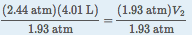 (2.44 atm)(4.01 L) / 1.93 atm = (1.93 atm)V₂ / 1.93 atm